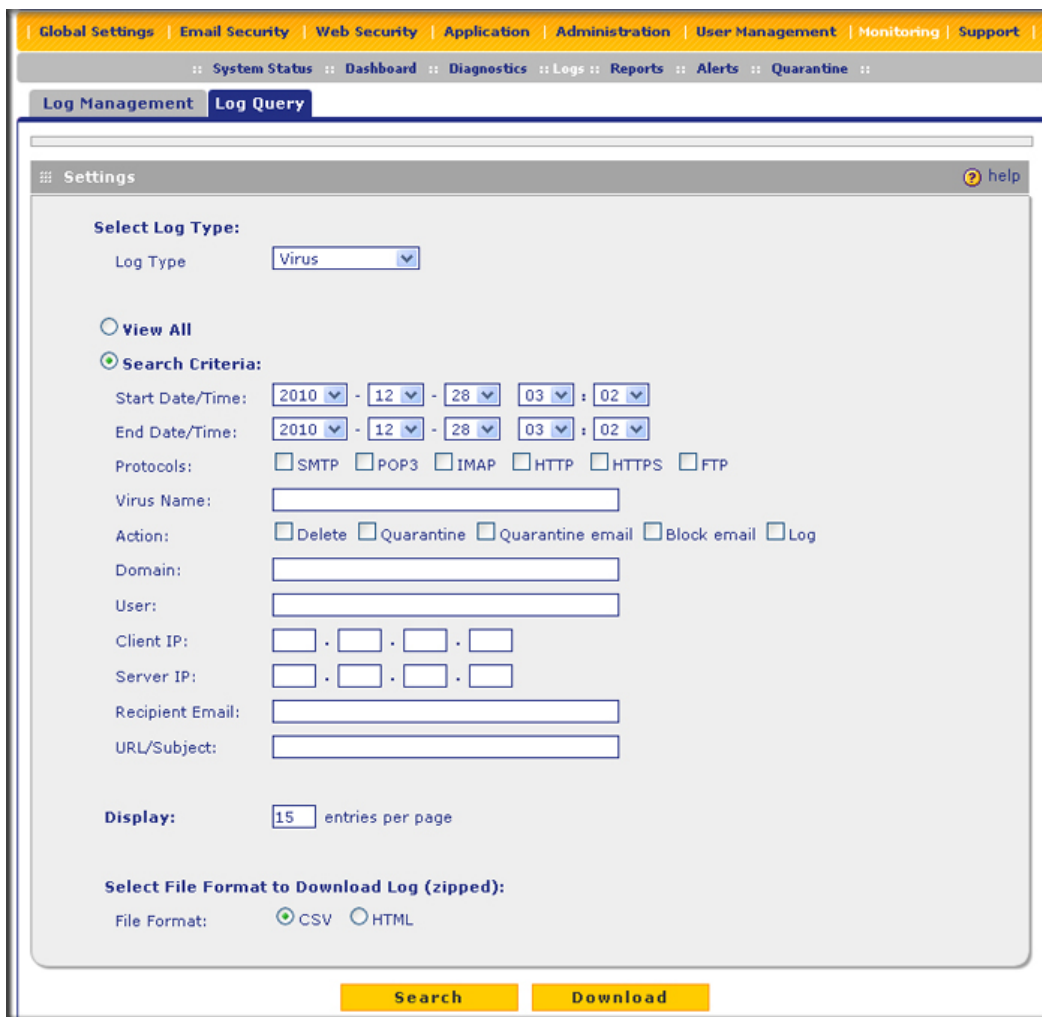 | Global Settings | Email Security | Web Security | Application | Administration | User Management | Monitoring | Support |
:: System Status :: Dashboard :: Diagnostics :: Logs :: Reports :: Alerts :: Quarantine ::
Log Management Log Query
Settings ? help
Select Log Type:
Log Type Virus
View All
Search Criteria:
Start Date/Time: 2010 - 12 - 28 03 : 02
End Date/Time: 2010 - 12 - 28 03 : 02
Protocols: SMTP POP3 IMAP HTTP HTTPS FTP
Virus Name:
Action: Delete Quarantine Quarantine email Block email Log
Domain:
User:
Client IP: . . .
Server IP: . . .
Recipient Email:
URL/Subject:
Display: 15 entries per page
Select File Format to Download Log (zipped):
File Format: CSV HTML
Search Download